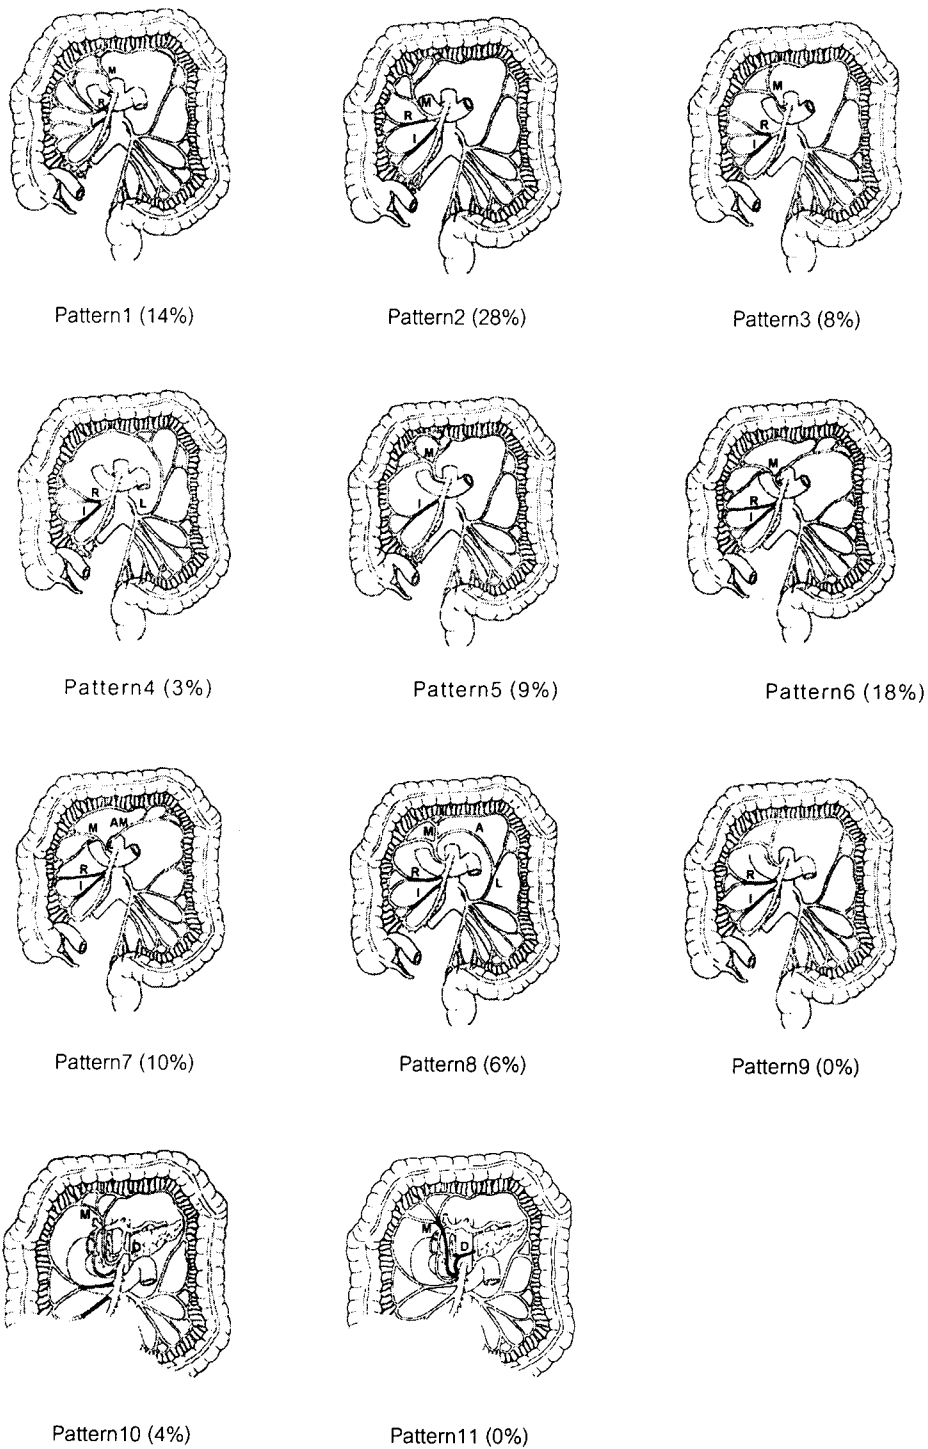 M
R
Pattern1 (14%)
M
R
I
Pattern2 (28%)
M
R
I
Pattern3 (8%)
R
I
L
Pattern4 (3%)
M
I
Pattern5 (9%)
M
R
I
Pattern6 (18%)
M AM
R
I
Pattern7 (10%)
M A
R
I L
Pattern8 (6%)
R
I
Pattern9 (0%)
M
D
Pattern10 (4%)
M
D
Pattern11 (0%)